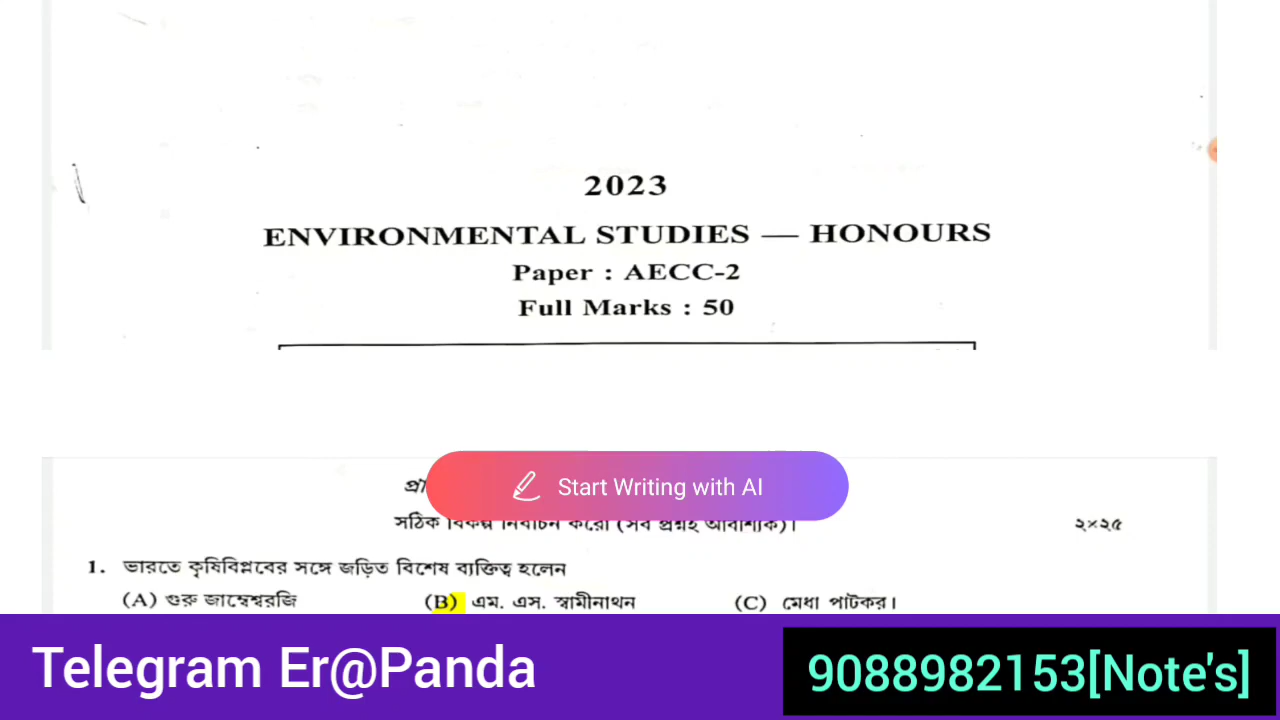 2023
ENVIRONMENTAL STUDIES — HONOURS
Paper : AECC-2
Full Marks : 50
Start Writing with AI
সঠিক বিকল্প নির্বাচন করো (সব প্রশ্নই আবশ্যিক)। ২×২৫
1. ভারতে কৃষিবিপ্লবের সঙ্গে জড়িত বিশেষ ব্যক্তিত্ব হলেন
(A) গুরু জাম্বেশ্বরজি (B) এম. এস. স্বামীনাথন (C) মেধা পাটকর।
Telegram Er@Panda 9088982153[Note's]